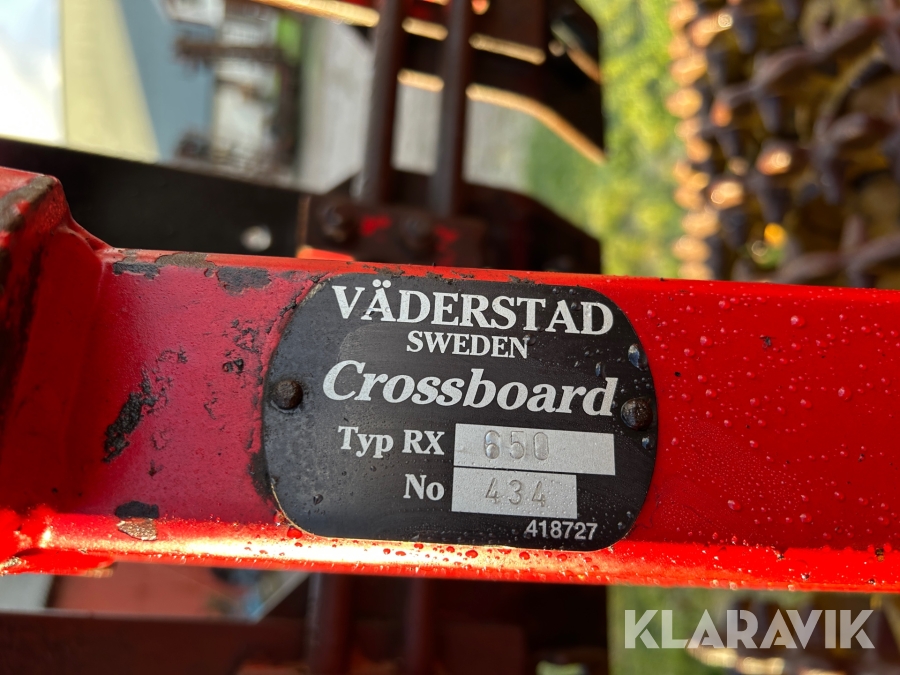 VÄDERSTAD
SWEDEN
Crossboard
Typ RX 650
No 434
418727
KLARAVIK